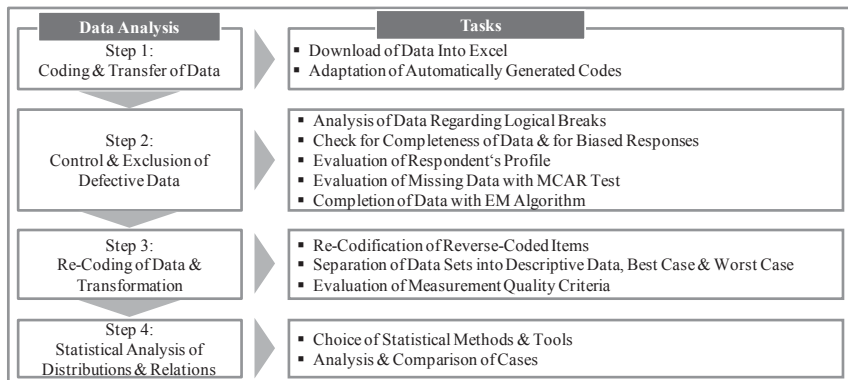 Data Analysis
Tasks
Step 1:
Coding & Transfer of Data
▪ Download of Data Into Excel
▪ Adaptation of Automatically Generated Codes
Step 2:
Control & Exclusion of
Defective Data
▪ Analysis of Data Regarding Logical Breaks
▪ Check for Completeness of Data & for Biased Responses
▪ Evaluation of Respondent‘s Profile
▪ Evaluation of Missing Data with MCAR Test
▪ Completion of Data with EM Algorithm
Step 3:
Re-Coding of Data &
Transformation
▪ Re-Codification of Reverse-Coded Items
▪ Separation of Data Sets into Descriptive Data, Best Case & Worst Case
▪ Evaluation of Measurement Quality Criteria
Step 4:
Statistical Analysis of
Distributions & Relations
▪ Choice of Statistical Methods & Tools
▪ Analysis & Comparison of Cases